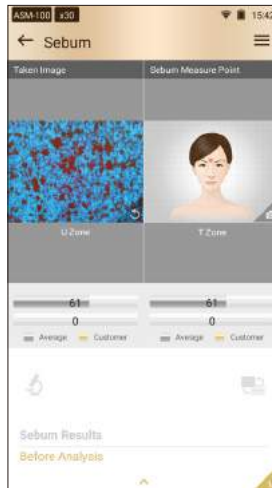 ASM-100 x30 15:42
Sebum
Taken Image Sebum Measure Point
U Zone T Zone
61 61
0 0
Average Customer Average Customer
Sebum Results
Before Analysis